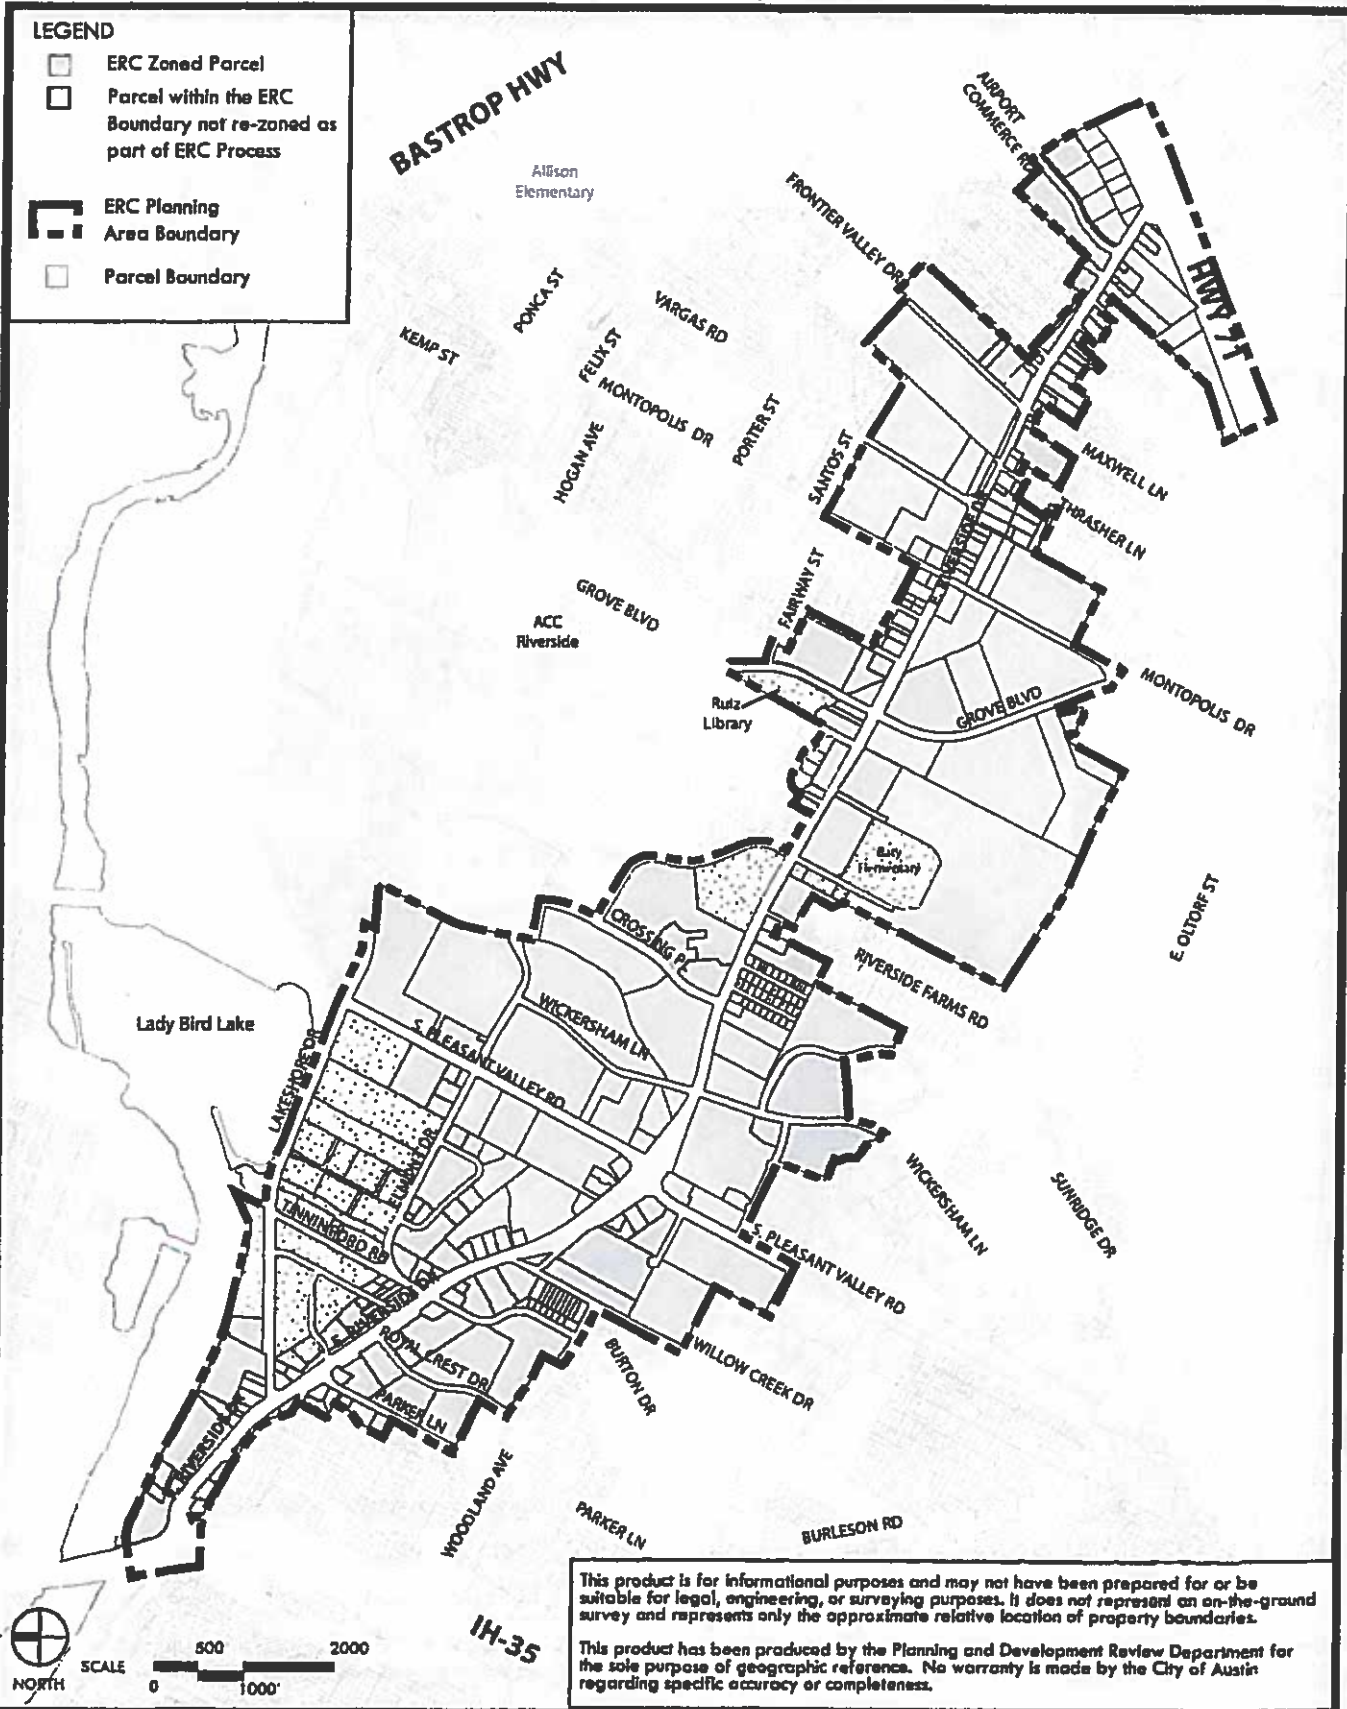 LEGEND
ERC Zoned Parcel
Parcel within the ERC
Boundary not re-zoned as
part of ERC Process
ERC Planning
Area Boundary
Parcel Boundary
BASTROP HWY
Allison
Elementary
AIRPORT
COMMERCE RD
FRONTIER VALLEY DR
HWY 71
PONCA ST
VARGAS RD
KEMP ST
FELIX ST
MONTOPOLIS DR
PORTER ST
HOGAN AVE
SANTOS ST
MAXWELL LN
THRASHER LN
E. RIVERSIDE DR
FAIRWAY ST
GROVE BLVD
ACC
Riverside
Ruiz
Library
GROVE BLVD
MONTOPOLIS DR
Elementary
E. OLTORF ST
CROSSING PL
RIVERSIDE FARMS RD
WICKERSHAM LN
Lady Bird Lake
S. PLEASANT VALLEY RD
LAKESHORE DR
ELMONT DR
WICKERSHAM LN
SUNRIDGE DR
TANNINFORD RD
S. PLEASANT VALLEY RD
E. RIVERSIDE DR
ROYAL CREST DR
BURTON DR
WILLOW CREEK DR
PARKER LN
RIVERSIDE DR
WOODLAND AVE
PARKER LN
BURLESON RD
IH-35
NORTH
SCALE
500
2000
0
1000'
This product is for informational purposes and may not have been prepared for or be
suitable for legal, engineering, or surveying purposes. It does not represent an on-the-ground
survey and represents only the approximate relative location of property boundaries.
This product has been produced by the Planning and Development Review Department for
the sole purpose of geographic reference. No warranty is made by the City of Austin
regarding specific accuracy or completeness.